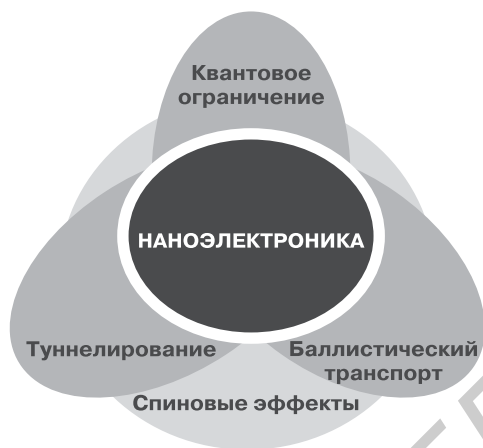 Квантовое
ограничение
НАНОЭЛЕКТРОНИКА
Туннелирование
Баллистический
транспорт
Спиновые эффекты